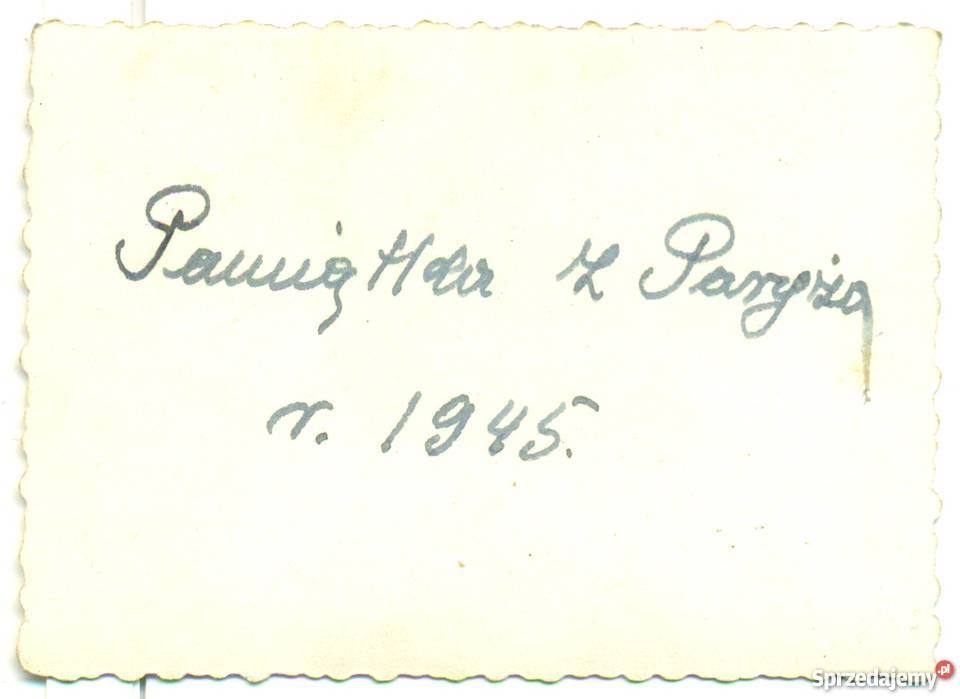 Pamiątka z Paryża
r. 1945.
Sprzedajemy.pl